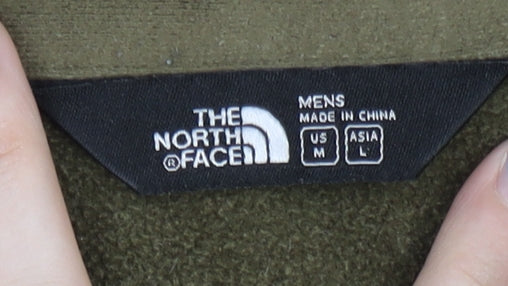 THE
NORTH
®FACE
MENS
MADE IN CHINA
US ASIA
M L